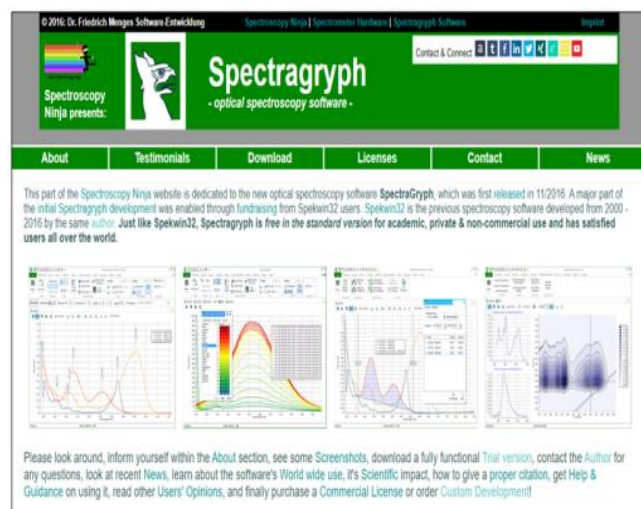 © 2016: Dr. Friedrich Menges Software-Entwicklung
Spectroscopy Ninja | Spectrometer Hardware | Spectragryph Software
Imprint
Spectroscopy
Ninja presents:
Spectragryph
- optical spectroscopy software -
Contact & Connect
About
Testimonials
Download
Licenses
Contact
News
This part of the Spectroscopy Ninja website is dedicated to the new optical spectroscopy software SpectraGryph, which was first released in 11/2016. A major part of
the initial Spectragryph development was enabled through fundraising from Spekwin32 users. Spekwin32 is the previous spectroscopy software developed from 2000 -
2016 by the same author. Just like Spekwin32, Spectragryph is free in the standard version for academic, private & non-commercial use and has satisfied
users all over the world.
Please look around, inform yourself within the About section, see some Screenshots, download a fully functional Trial version, contact the Author for
any questions, look at recent News, learn about the software's World wide use, it's Scientific impact, how to give a proper citation, get Help &
Guidance on using it, read other Users' Opinions, and finally purchase a Commercial License or order Custom Development!